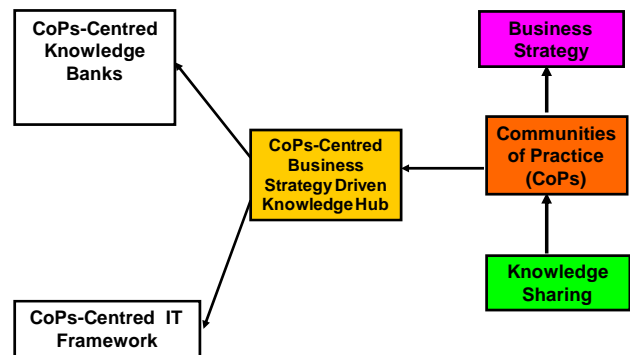 CoPs-Centred
Knowledge
Banks
Business
Strategy
CoPs-Centred
Business
Strategy Driven
Knowledge Hub
Communities
of Practice
(CoPs)
Knowledge
Sharing
CoPs-Centred IT
Framework